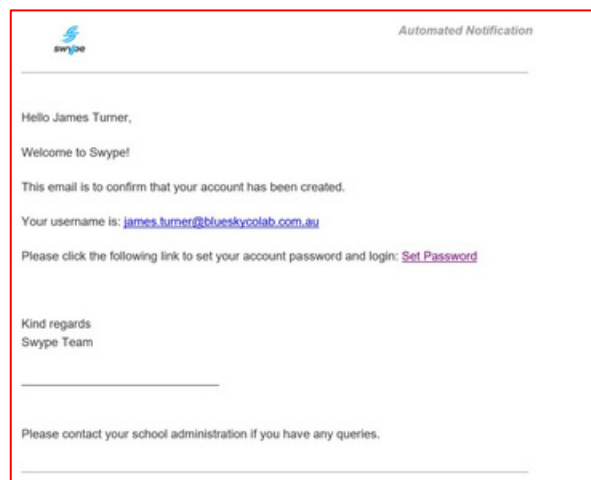 Automated Notification
swype
Hello James Turner,
Welcome to Swype!
This email is to confirm that your account has been created.
Your username is: james.turner@blueskycolab.com.au
Please click the following link to set your account password and login: Set Password
Kind regards
Swype Team
Please contact your school administration if you have any queries.